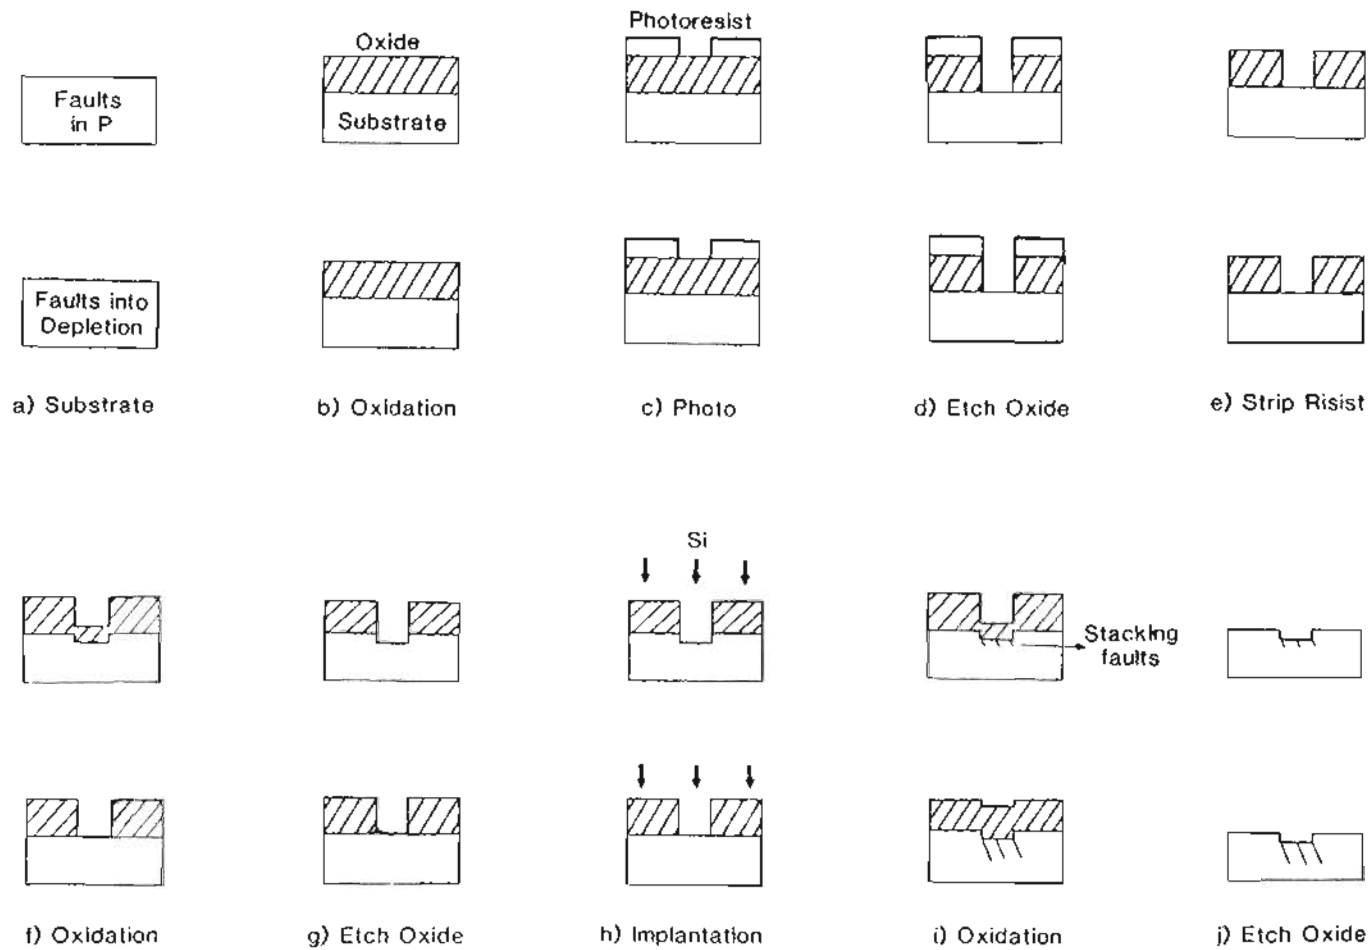 Photoresist
Oxide
Faults
in P
Substrate
Faults into
Depletion
a) Substrate
b) Oxidation
c) Photo
d) Etch Oxide
e) Strip Risist
Si
Stacking
faults
f) Oxidation
g) Etch Oxide
h) Implantation
i) Oxidation
j) Etch Oxide